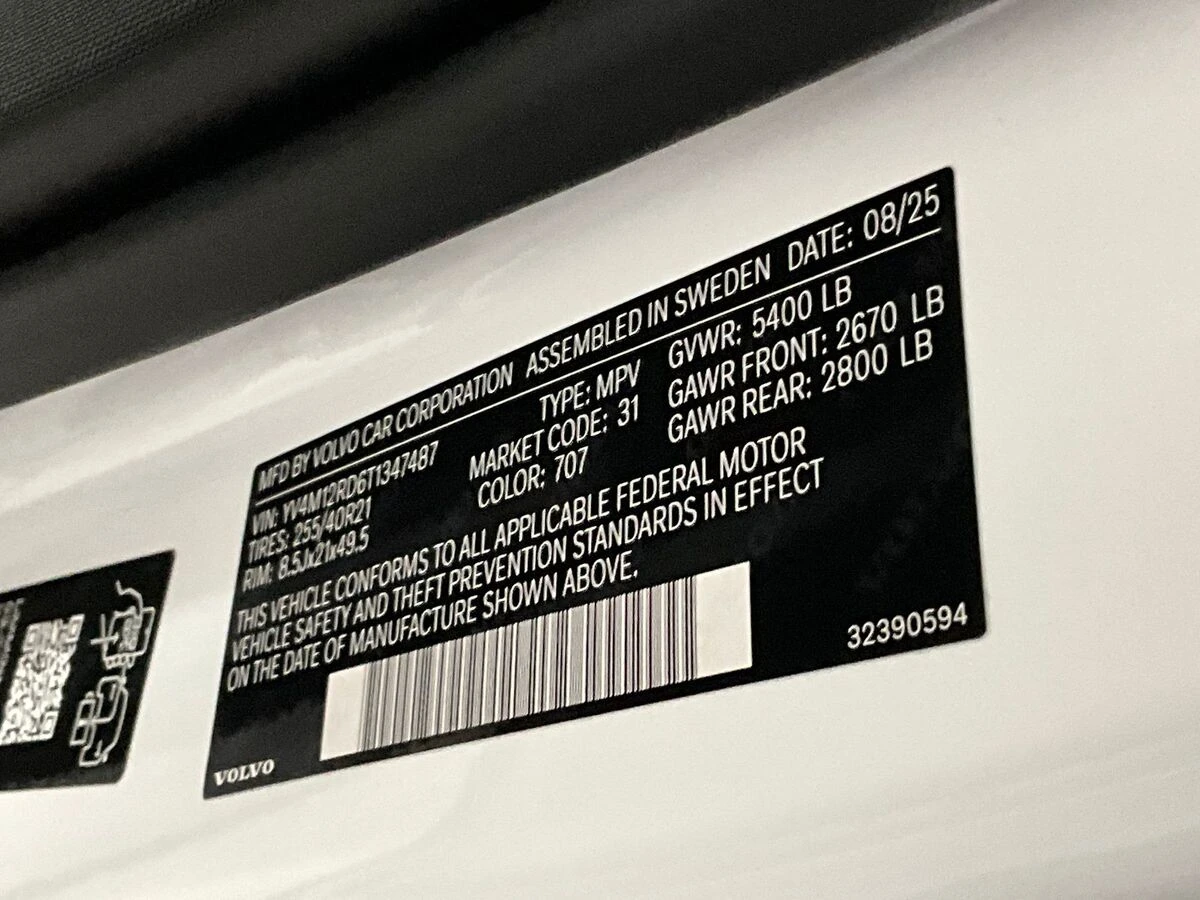 MFD BY VOLVO CAR CORPORATION ASSEMBLED IN SWEDEN DATE: 08/25
VIN: YV4M12RD6T1347487 TYPE: MPV GVWR: 5400 LB
TIRES: 255/40R21 MARKET CODE: 31 GAWR FRONT: 2670 LB
RIM: 8.5Jx21x49.5 COLOR: 707 GAWR REAR: 2800 LB
THIS VEHICLE CONFORMS TO ALL APPLICABLE FEDERAL MOTOR
VEHICLE SAFETY AND THEFT PREVENTION STANDARDS IN EFFECT
ON THE DATE OF MANUFACTURE SHOWN ABOVE.
32390594
VOLVO